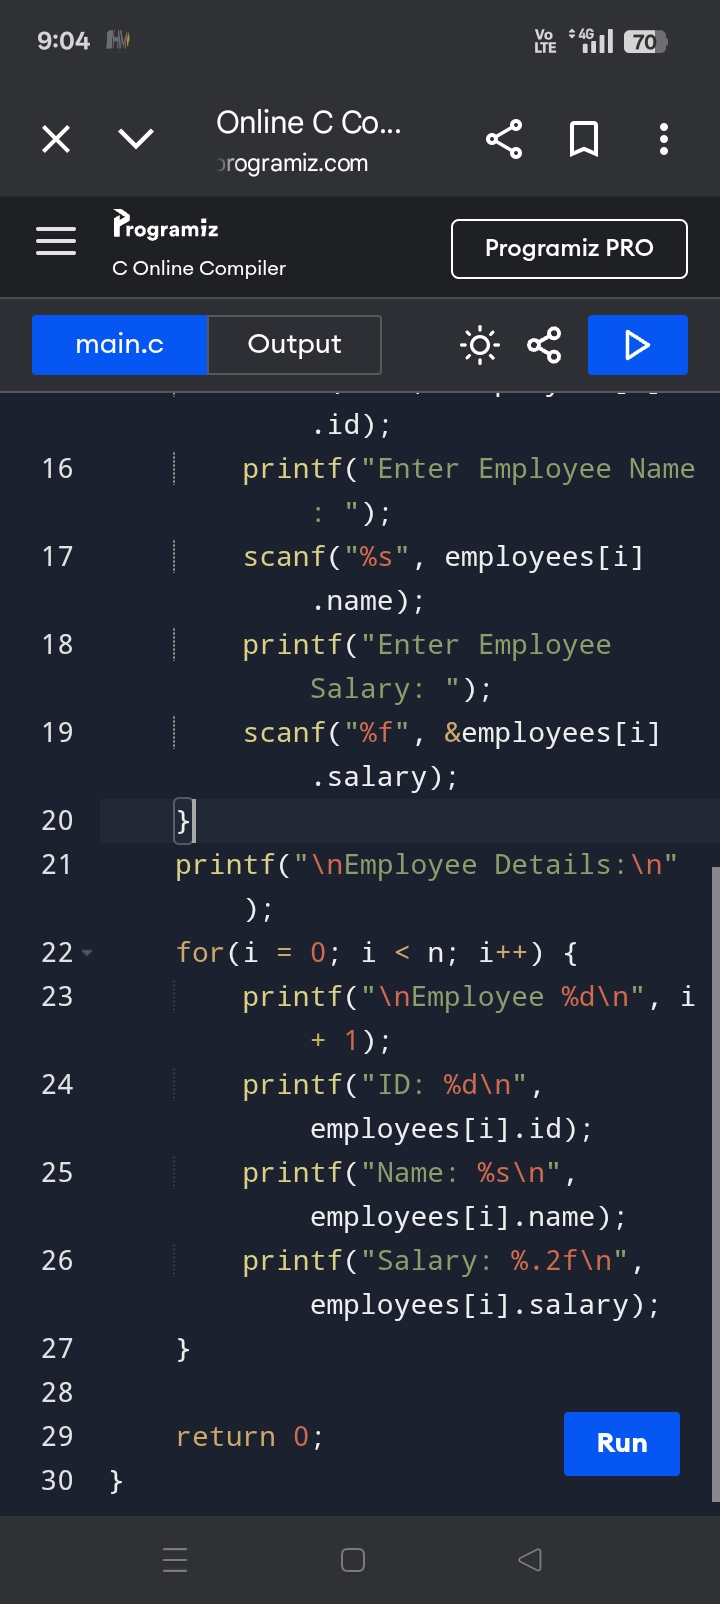 9:04
Vo LTE 4G 70
Online C Co...
programiz.com
Programiz
C Online Compiler
Programiz PRO
main.c
Output
.id);
16 printf("Enter Employee Name
: ");
17 scanf("%s", employees[i]
.name);
18 printf("Enter Employee
Salary: ");
19 scanf("%f", &employees[i]
.salary);
20 }
21 printf("\nEmployee Details:\n"
);
22 for(i = 0; i < n; i++) {
23 printf("\nEmployee %d\n", i
+ 1);
24 printf("ID: %d\n",
employees[i].id);
25 printf("Name: %s\n",
employees[i].name);
26 printf("Salary: %.2f\n",
employees[i].salary);
27 }
28
29 return 0;
Run
30 }